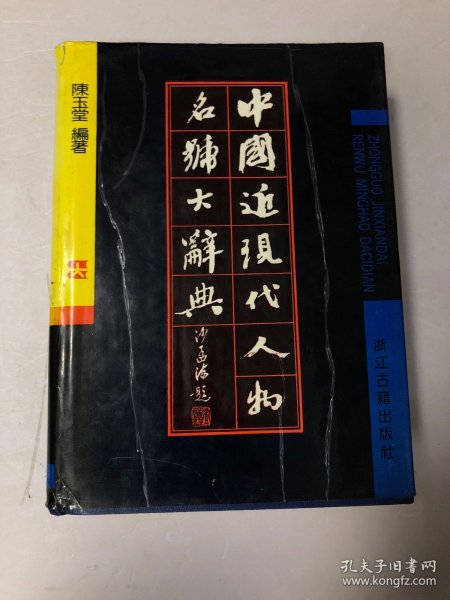 陳玉堂 編著
中國近現代人物
名號大辭典
沙孟海題
ZHONGGUO JINXIANDAI
RENWU MINGHAO DACIDIAN
浙江古籍出版社
孔夫子旧书网
www.kongfz.com